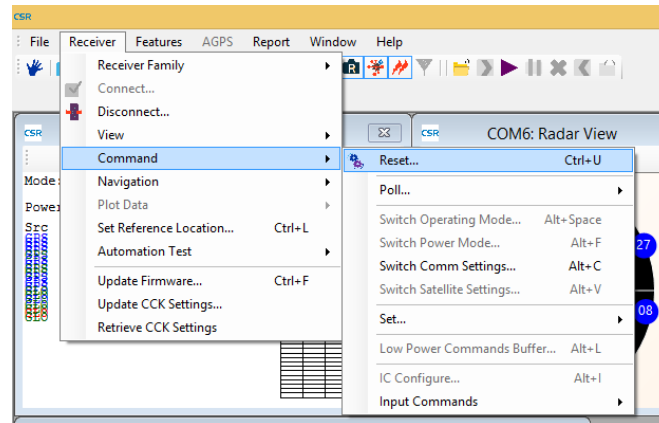 CSR
File Receiver Features AGPS Report Window Help
Receiver Family
Connect...
Disconnect...
View
Command
Navigation
Plot Data
Set Reference Location... Ctrl+L
Automation Test
Update Firmware... Ctrl+F
Update CCK Settings...
Retrieve CCK Settings
CSR
CSR COM6: Radar View
Reset... Ctrl+U
Poll...
Switch Operating Mode... Alt+Space
Switch Power Mode... Alt+F
Switch Comm Settings... Alt+C
Switch Satellite Settings... Alt+V
Set...
Low Power Commands Buffer... Alt+L
IC Configure... Alt+I
Input Commands
Mode:
Power
Src
27
08